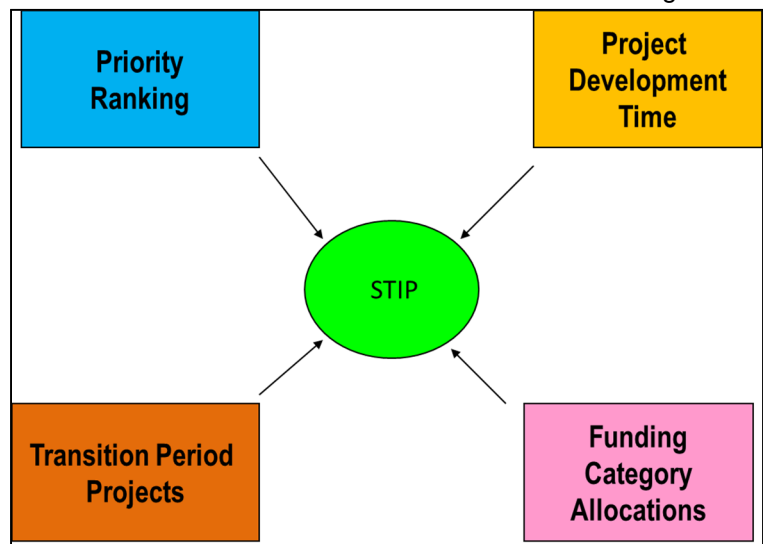 Priority
Ranking
Project
Development
Time
STIP
Transition Period
Projects
Funding
Category
Allocations